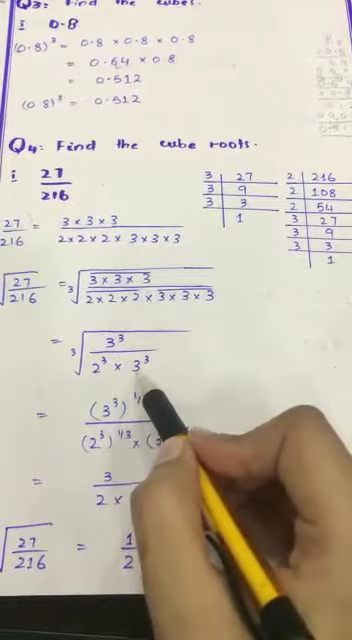 Q3: Find the cubes.
i 0.8
(0.8)³ = 0.8 × 0.8 × 0.8
= 0.64 × 0.8
= 0.512
(0.8)³ = 0.512
Q4: Find the cube roots.
i 27/216
3 | 27
3 | 9
3 | 3
1
2 | 216
2 | 108
2 | 54
3 | 27
3 | 9
3 | 3
1
27/216 = 3 × 3 × 3 / 2 × 2 × 2 × 3 × 3 × 3
√27/216 = ³√3 × 3 × 3 / 2 × 2 × 2 × 3 × 3 × 3
= ³√3³ / 2³ × 3³
= (3³)^1/ / (2³)^1/3 × (
= 3 / 2 ×
√27/216 = 1/2